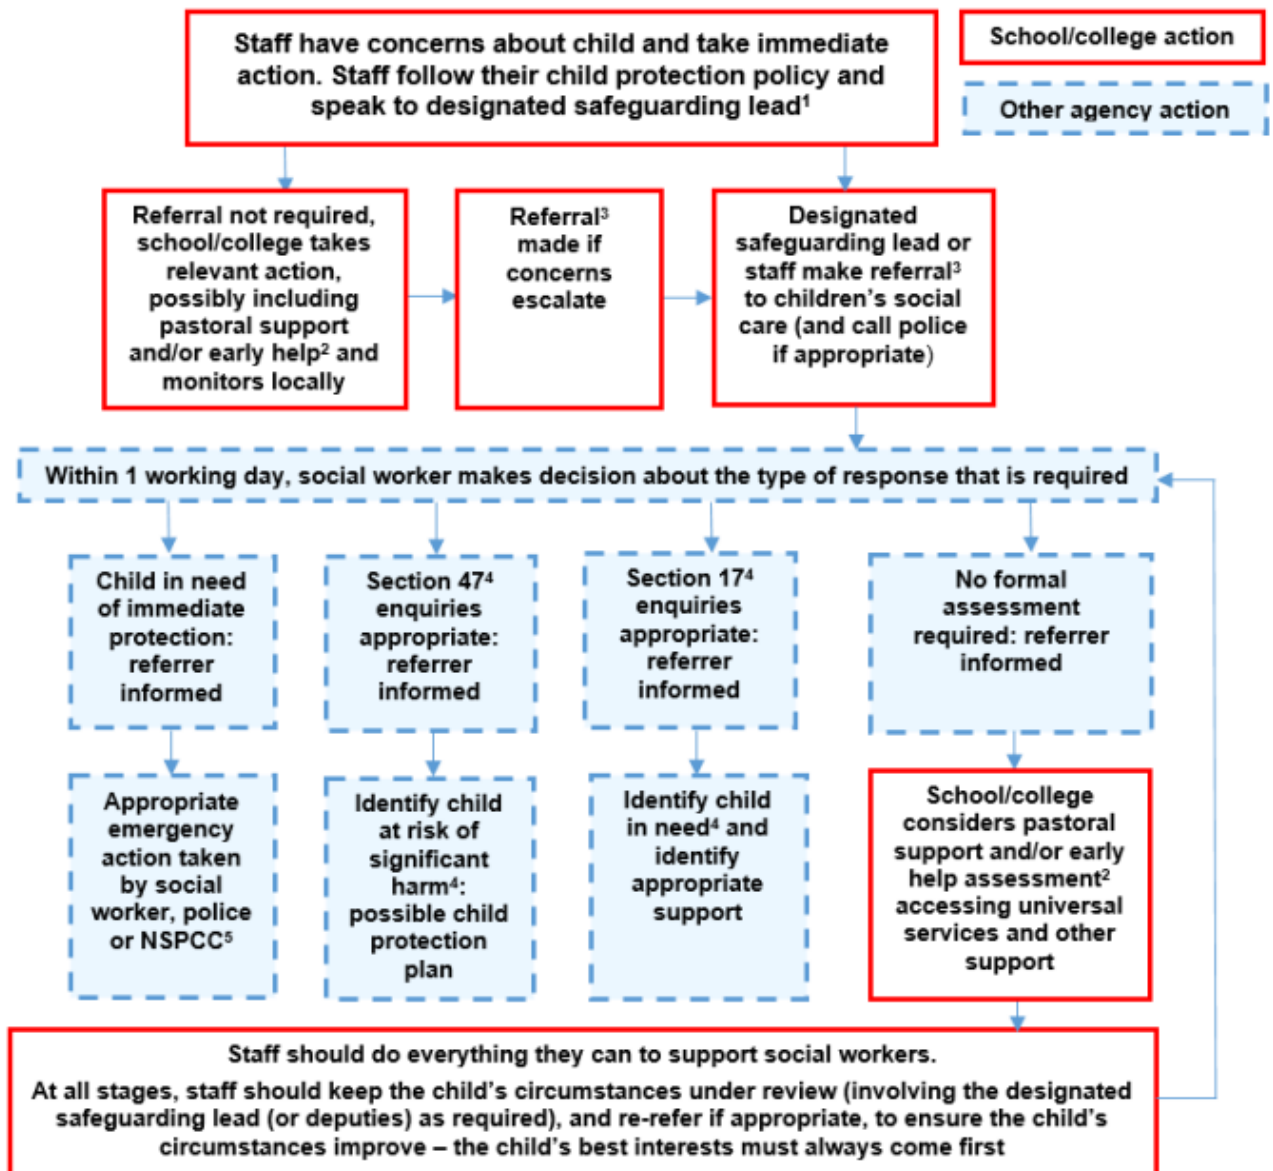 Staff have concerns about child and take immediate
action. Staff follow their child protection policy and
speak to designated safeguarding lead¹
School/college action
Other agency action
Referral not required,
school/college takes
relevant action,
possibly including
pastoral support
and/or early help² and
monitors locally
Referral³
made if
concerns
escalate
Designated
safeguarding lead or
staff make referral³
to children's social
care (and call police
if appropriate)
Within 1 working day, social worker makes decision about the type of response that is required
Child in need
of immediate
protection:
referrer
informed
Section 47⁴
enquiries
appropriate:
referrer
informed
Section 17⁴
enquiries
appropriate:
referrer
informed
No formal
assessment
required: referrer
informed
Appropriate
emergency
action taken
by social
worker, police
or NSPCC⁵
Identify child
at risk of
significant
harm⁴:
possible child
protection
plan
Identify child
in need⁴ and
identify
appropriate
support
School/college
considers pastoral
support and/or early
help assessment²
accessing universal
services and other
support
Staff should do everything they can to support social workers.
At all stages, staff should keep the child's circumstances under review (involving the designated
safeguarding lead (or deputies) as required), and re-refer if appropriate, to ensure the child's
circumstances improve – the child's best interests must always come first